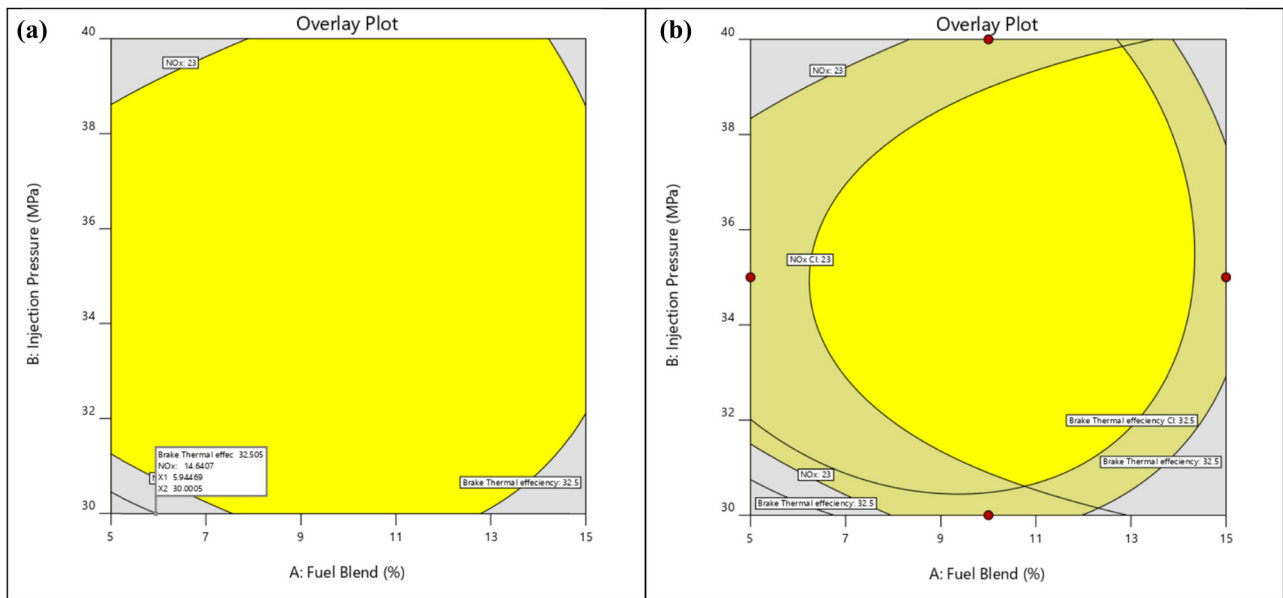 (a)
Overlay Plot
40
38
36
34
32
30
B: Injection Pressure (MPa)
NOx: 23
Brake Thermal effec 32.505
NOx: 14.6407
X1 5.94469
X2 30.0005
Brake Thermal effeciency: 32.5
5
7
9
11
13
15
A: Fuel Blend (%)
(b)
Overlay Plot
40
38
36
34
32
30
B: Injection Pressure (MPa)
NOx: 23
NOx CI: 23
Brake Thermal effeciency CI: 32.5
Brake Thermal effeciency: 32.5
NOx: 23
Brake Thermal effeciency: 32.5
5
7
9
11
13
15
A: Fuel Blend (%)